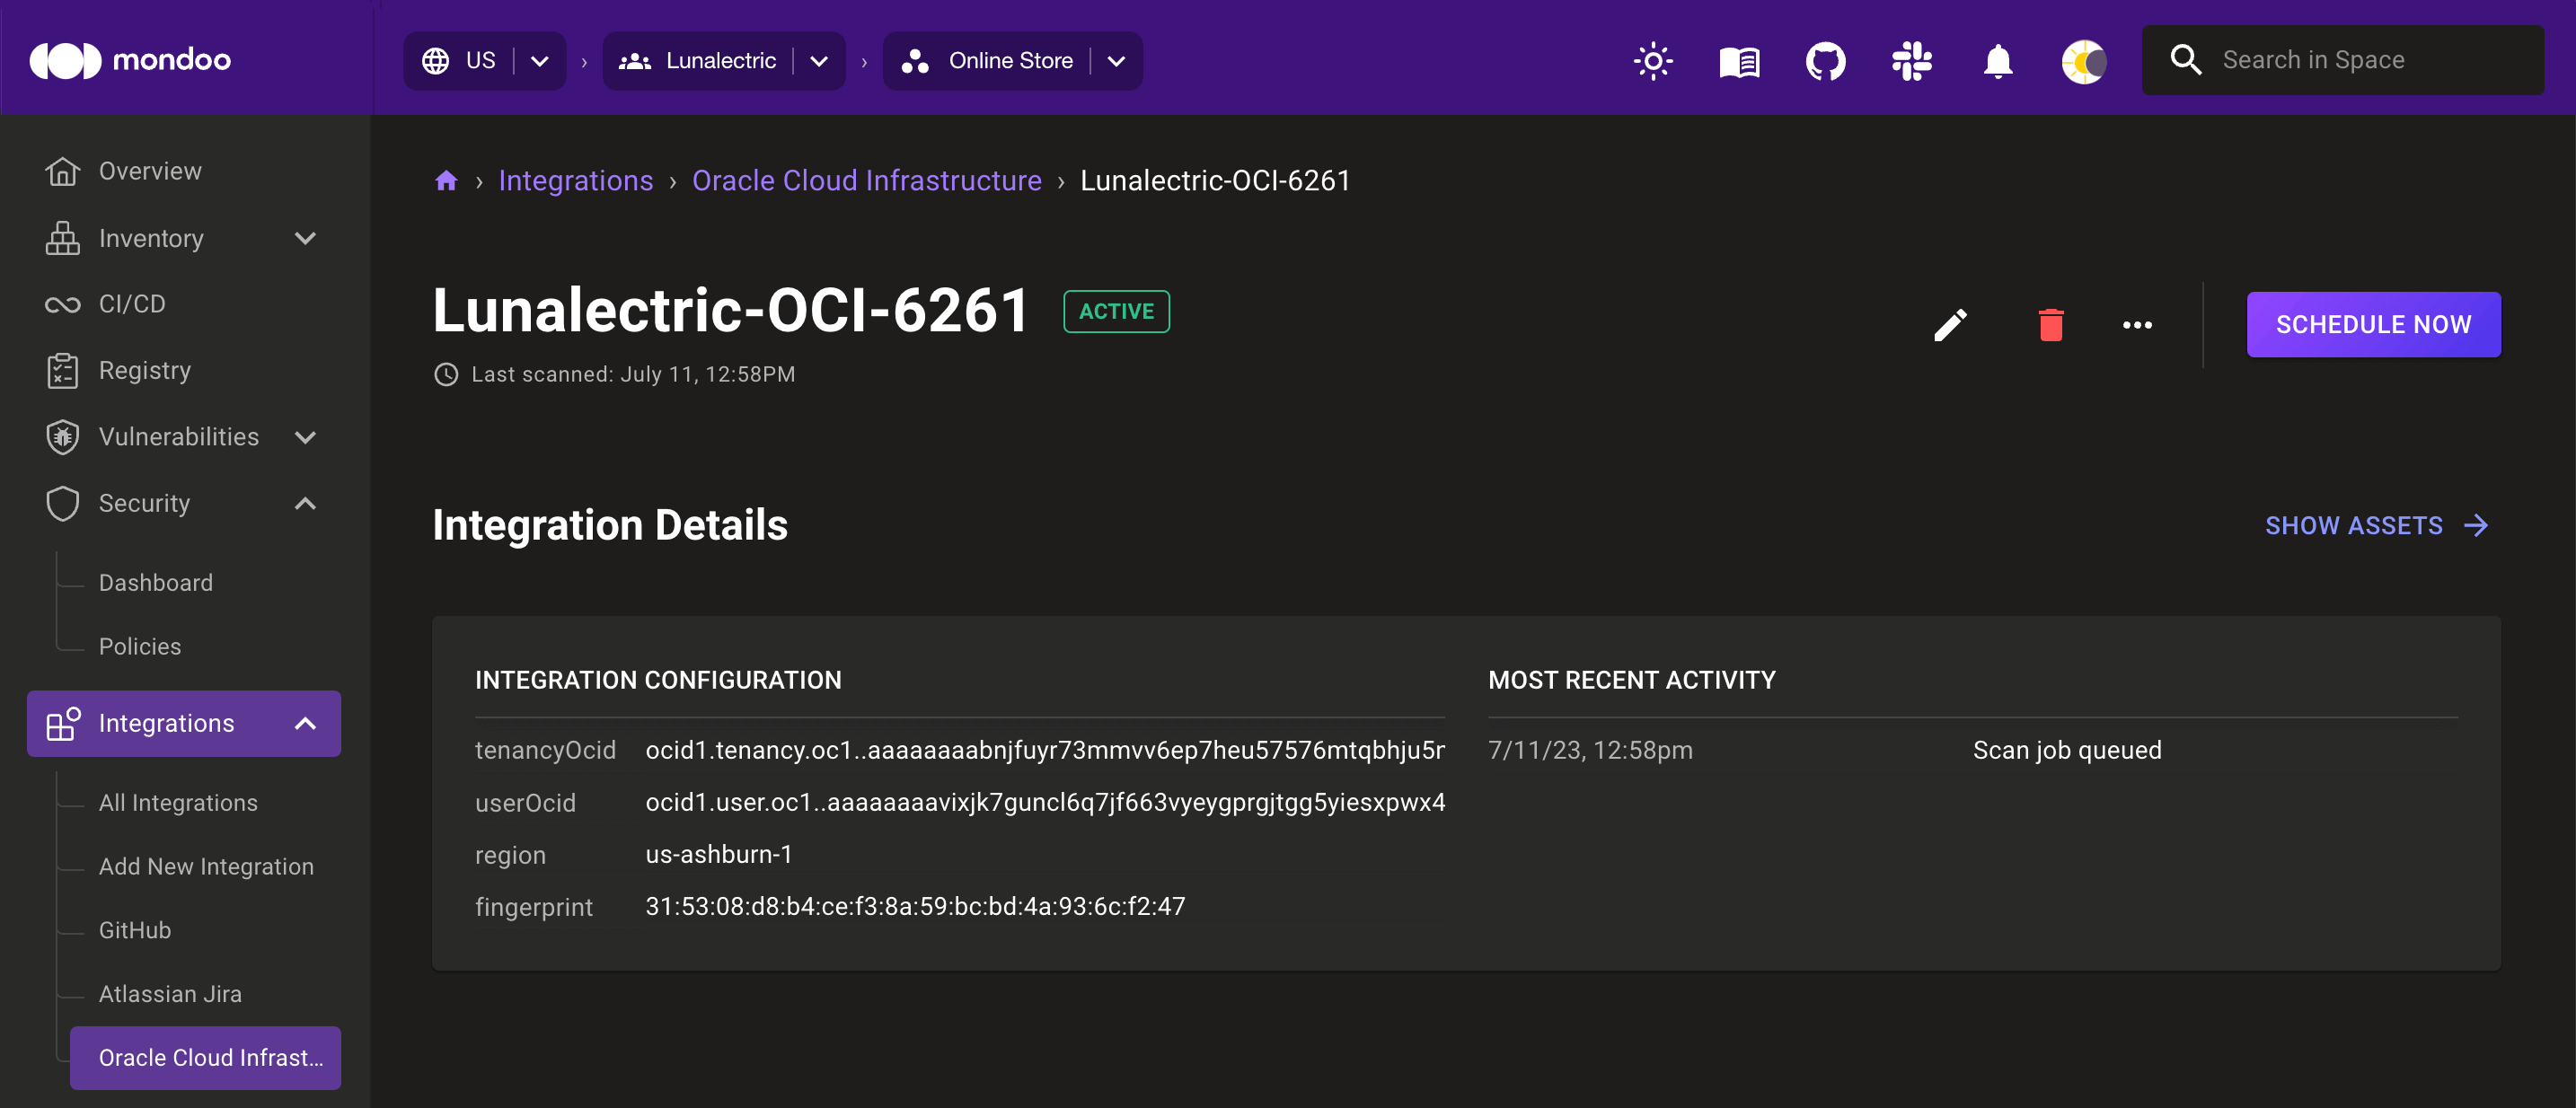 mondoo
US › Lunalectric › Online Store
Search in Space
Overview
Inventory
CI/CD
Registry
Vulnerabilities
Security
Dashboard
Policies
Integrations
All Integrations
Add New Integration
GitHub
Atlassian Jira
Oracle Cloud Infrast...
› Integrations › Oracle Cloud Infrastructure › Lunalectric-OCI-6261
Lunalectric-OCI-6261 ACTIVE
Last scanned: July 11, 12:58PM
SCHEDULE NOW
Integration Details
SHOW ASSETS
INTEGRATION CONFIGURATION
tenancyOcid ocid1.tenancy.oc1..aaaaaaaabnjfuyr73mmvv6ep7heu57576mtqbhju5r
userOcid ocid1.user.oc1..aaaaaaaavixjk7guncl6q7jf663vyeygprgjtgg5yiesxpwx4
region us-ashburn-1
fingerprint 31:53:08:d8:b4:ce:f3:8a:59:bc:bd:4a:93:6c:f2:47
MOST RECENT ACTIVITY
7/11/23, 12:58pm Scan job queued